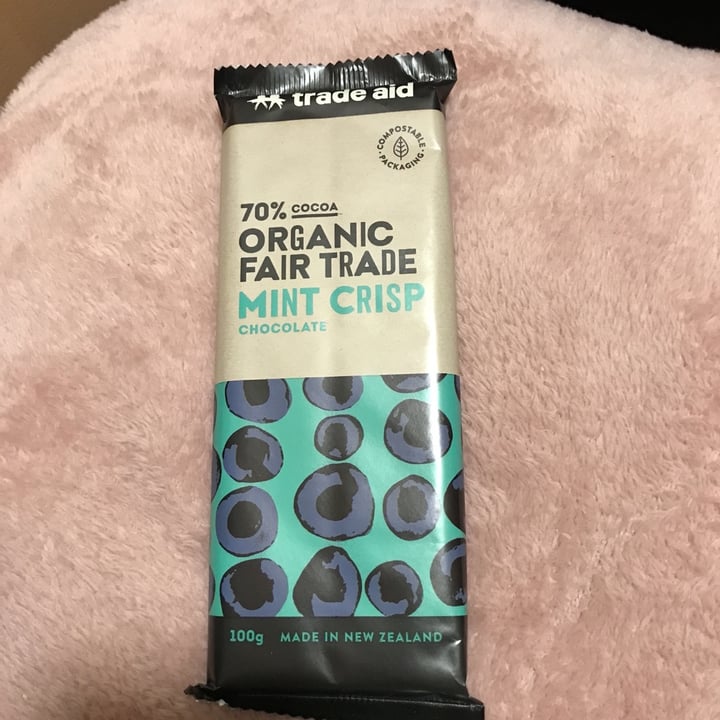 trade aid
COMPOSTABLE
PACKAGING
70% COCOA
ORGANIC
FAIR TRADE
MINT CRISP
CHOCOLATE
100g MADE IN NEW ZEALAND